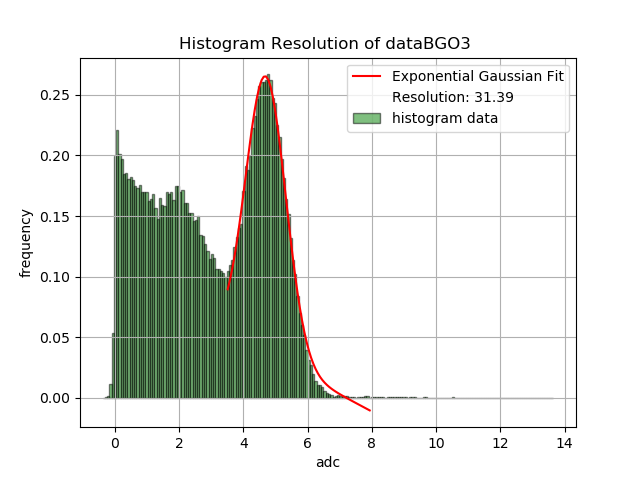 Histogram Resolution of dataBGO3
Exponential Gaussian Fit
Resolution: 31.39
histogram data
frequency
0.25
0.20
0.15
0.10
0.05
0.00
0 2 4 6 8 10 12 14
adc